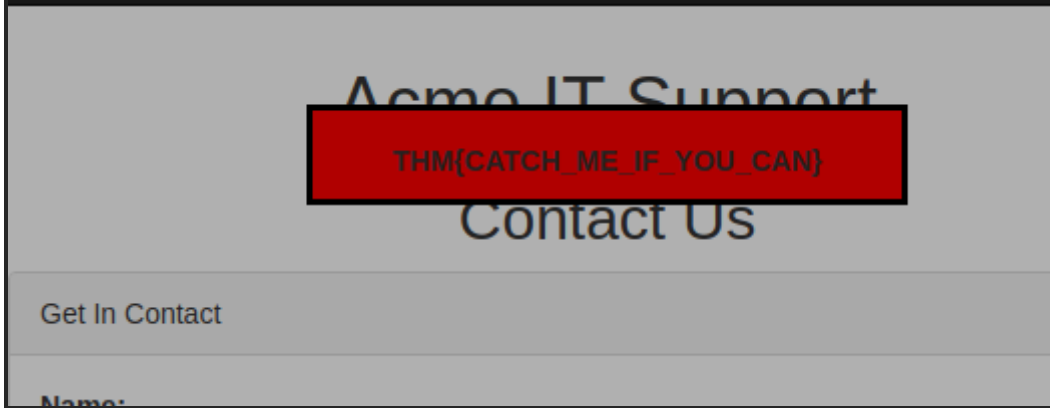 Acme IT Support
THM{CATCH_ME_IF_YOU_CAN}
Contact Us
Get In Contact
Name: